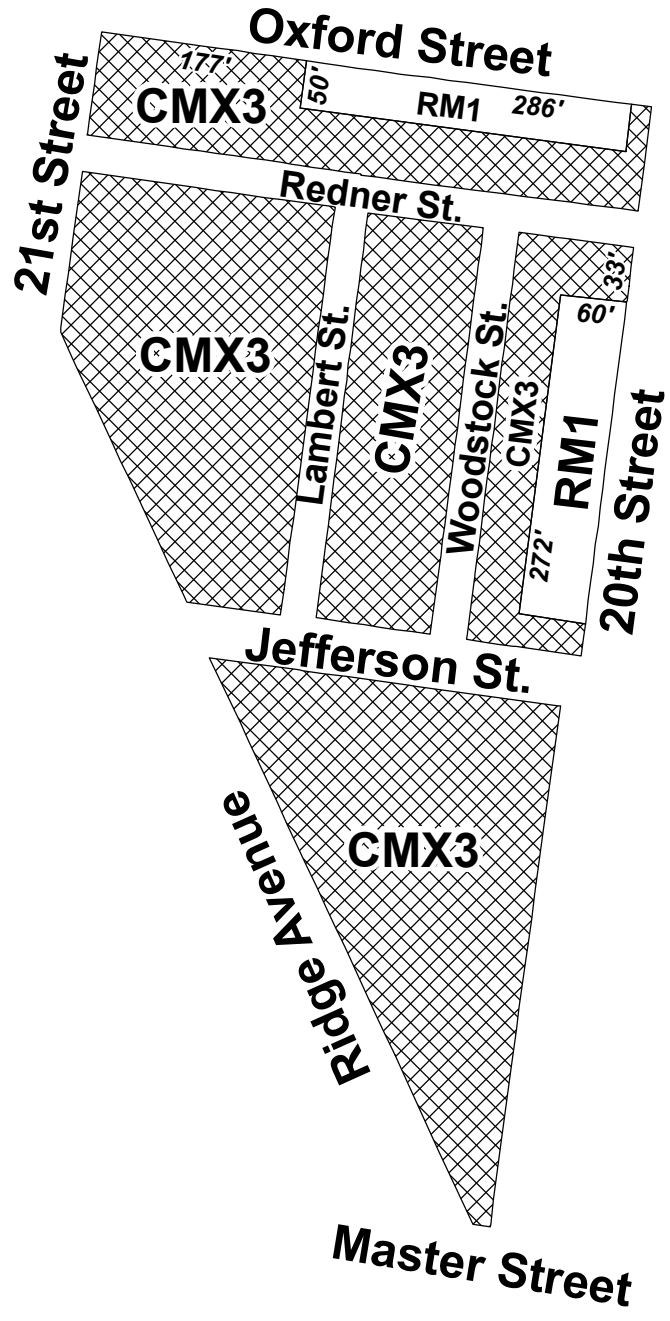 Oxford Street
177'
CMX3
50'
RM1
286'
21st Street
Redner St.
33'
60'
CMX3
Lambert St.
CMX3
Woodstock St.
CMX3
RM1
272'
20th Street
Jefferson St.
CMX3
Ridge Avenue
Master Street